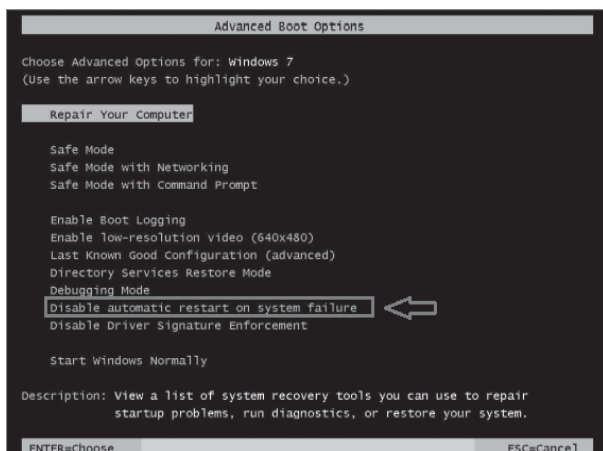 Advanced Boot Options
Choose Advanced Options for: Windows 7
(Use the arrow keys to highlight your choice.)
Repair Your Computer
Safe Mode
Safe Mode with Networking
Safe Mode with Command Prompt
Enable Boot Logging
Enable low-resolution video (640x480)
Last Known Good Configuration (advanced)
Directory Services Restore Mode
Debugging Mode
Disable automatic restart on system failure
Disable Driver Signature Enforcement
Start Windows Normally
Description: View a list of system recovery tools you can use to repair
startup problems, run diagnostics, or restore your system.
ENTER=Choose ESC=Cancel